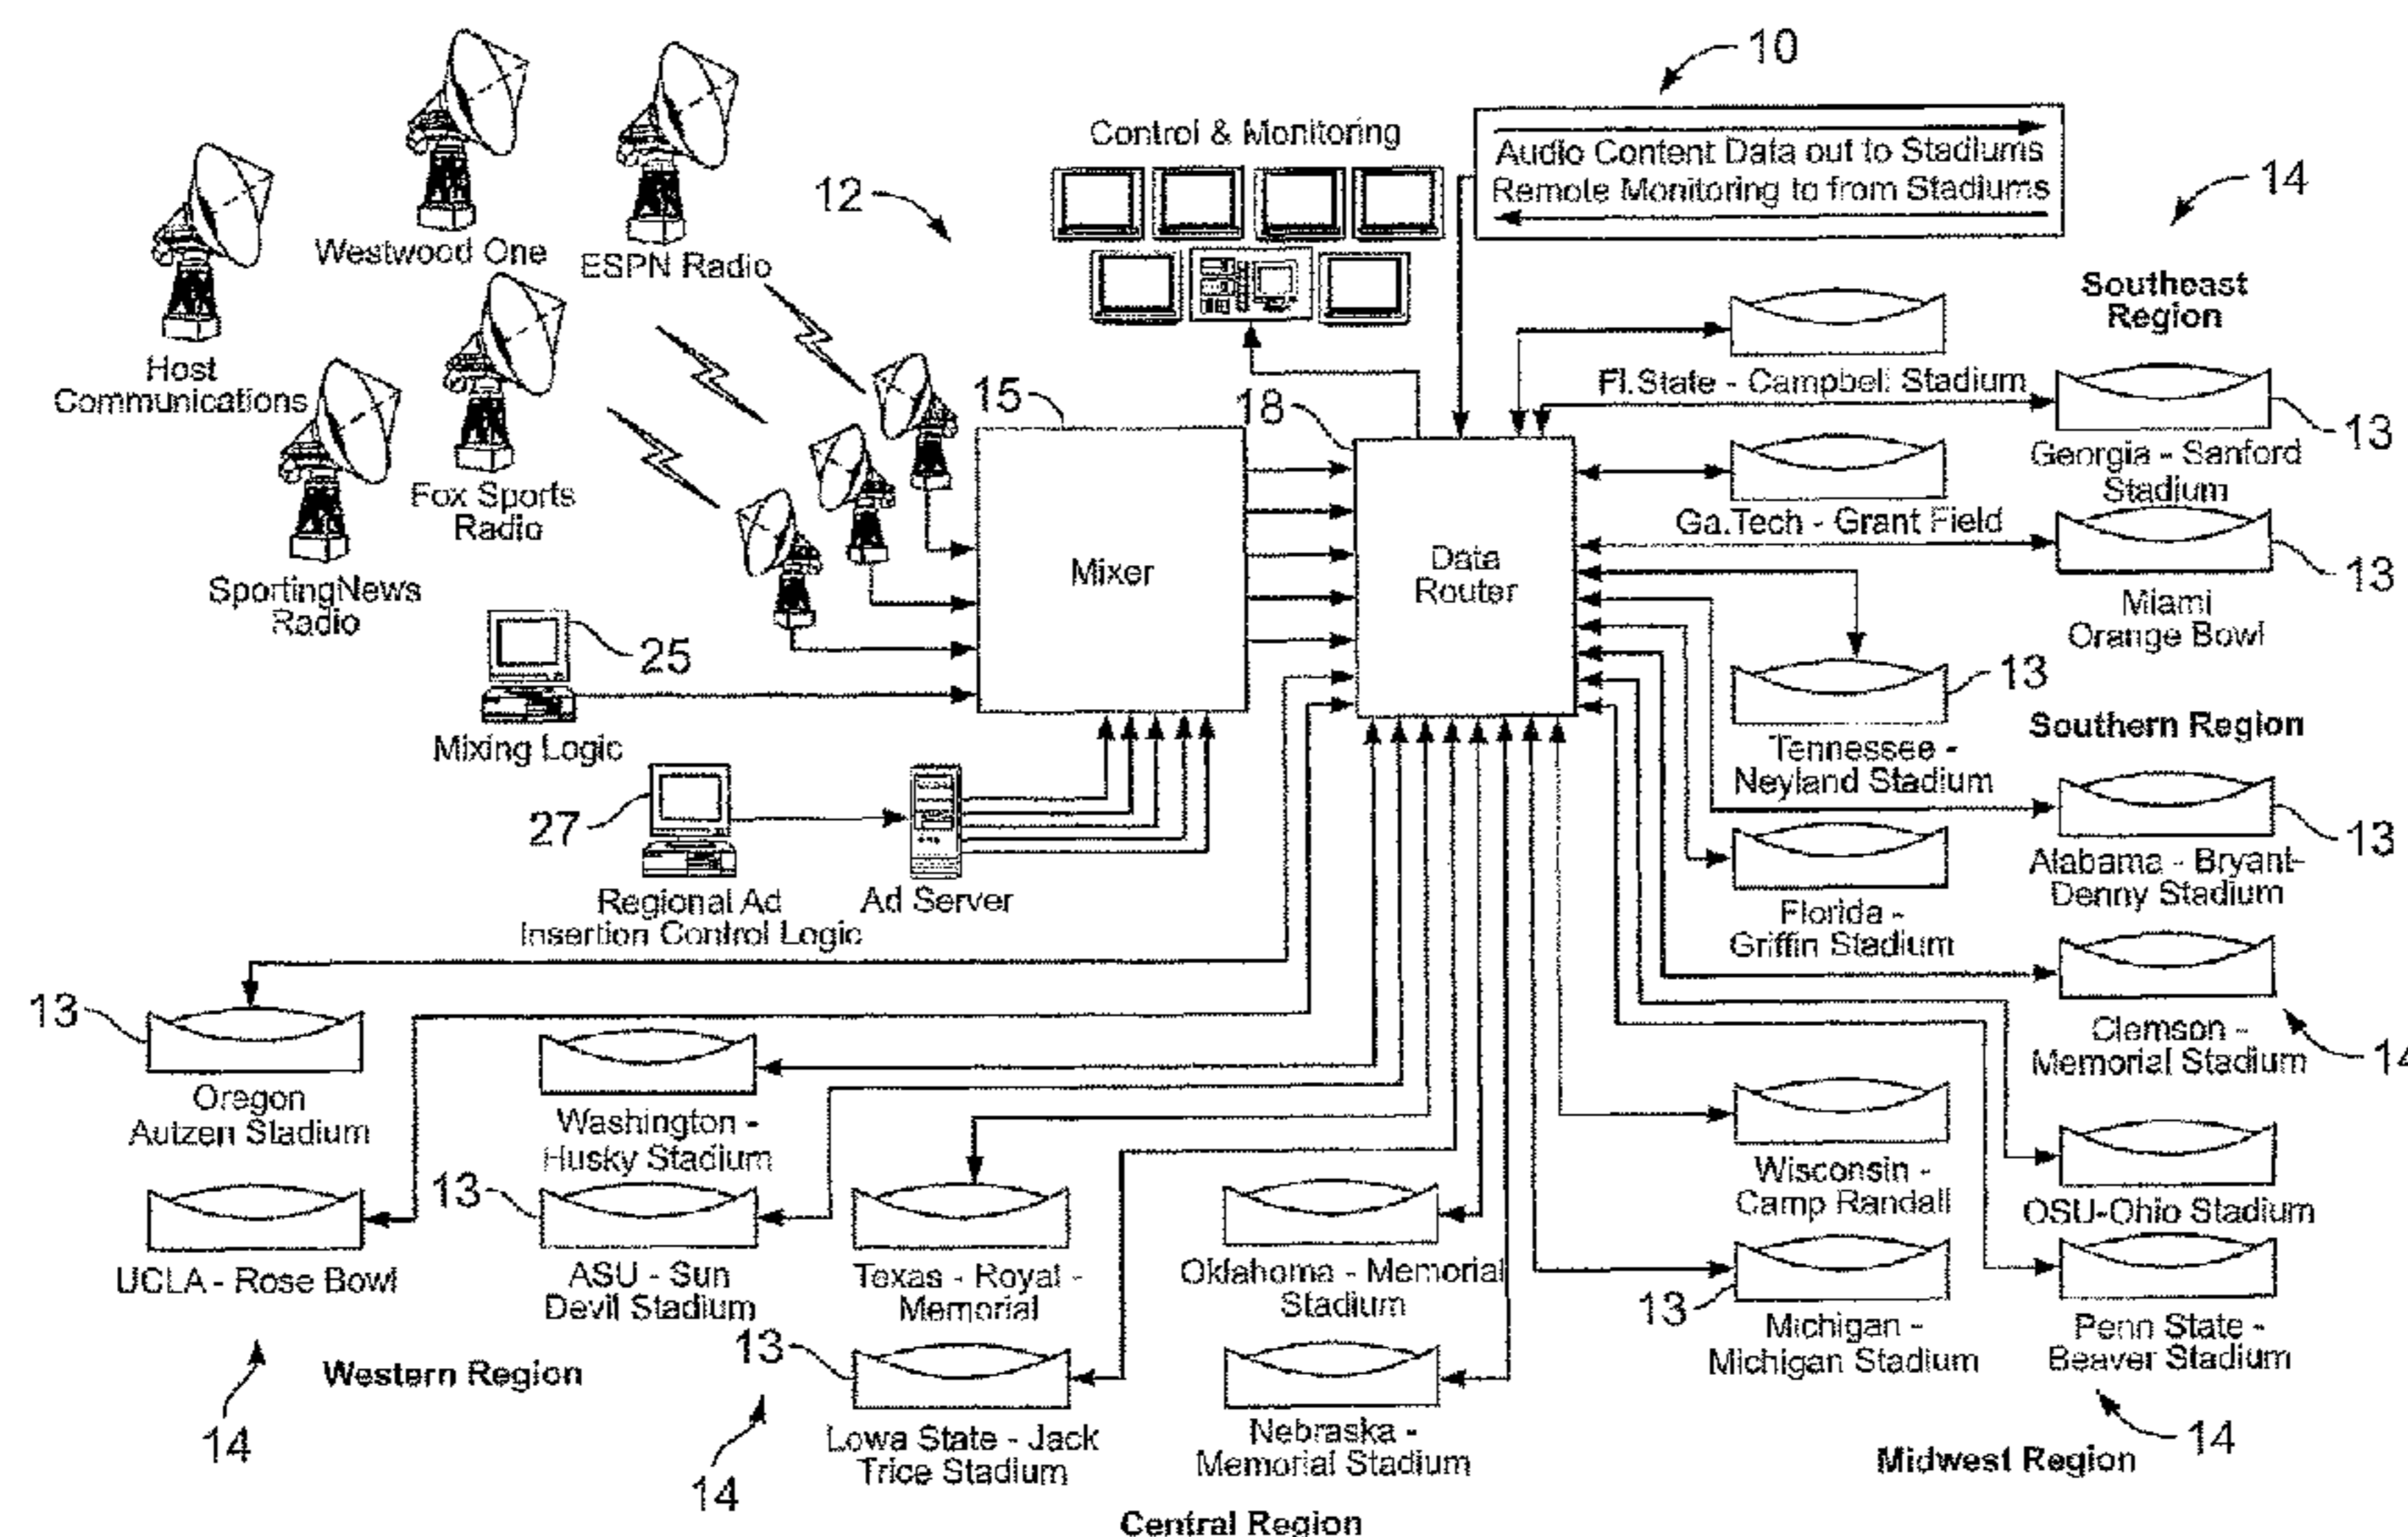 10
Control & Monitoring
Audio Content Data out to Stadiums
Remote Monitoring to from Stadiums
12
14
Westwood One
ESPN Radio
Host
Communications
Fox Sports
Radio
SportingNews
Radio
Southeast
Region
Fl.State - Campbell Stadium
13
Georgia - Sanford
Stadium
Ga.Tech - Grant Field
13
Miami
Orange Bowl
15
Mixer
18
Data
Router
25
Mixing Logic
27
Regional Ad
Insertion Control Logic
Ad Server
13
Tennessee -
Neyland Stadium
Southern Region
13
Alabama - Bryant-
Denny Stadium
Florida -
Griffin Stadium
Clemson -
Memorial Stadium
14
13
Oregon
Autzen Stadium
Washington -
Husky Stadium
UCLA - Rose Bowl
13
ASU - Sun
Devil Stadium
Texas - Royal -
Memorial
Oklahoma - Memorial
Stadium
Wisconsin -
Camp Randall
OSU-Ohio Stadium
13
Michigan -
Michigan Stadium
Penn State -
Beaver Stadium
14
Western Region
14
13
Lowa State - Jack
Trice Stadium
Nebraska -
Memorial Stadium
14
Midwest Region
Central Region